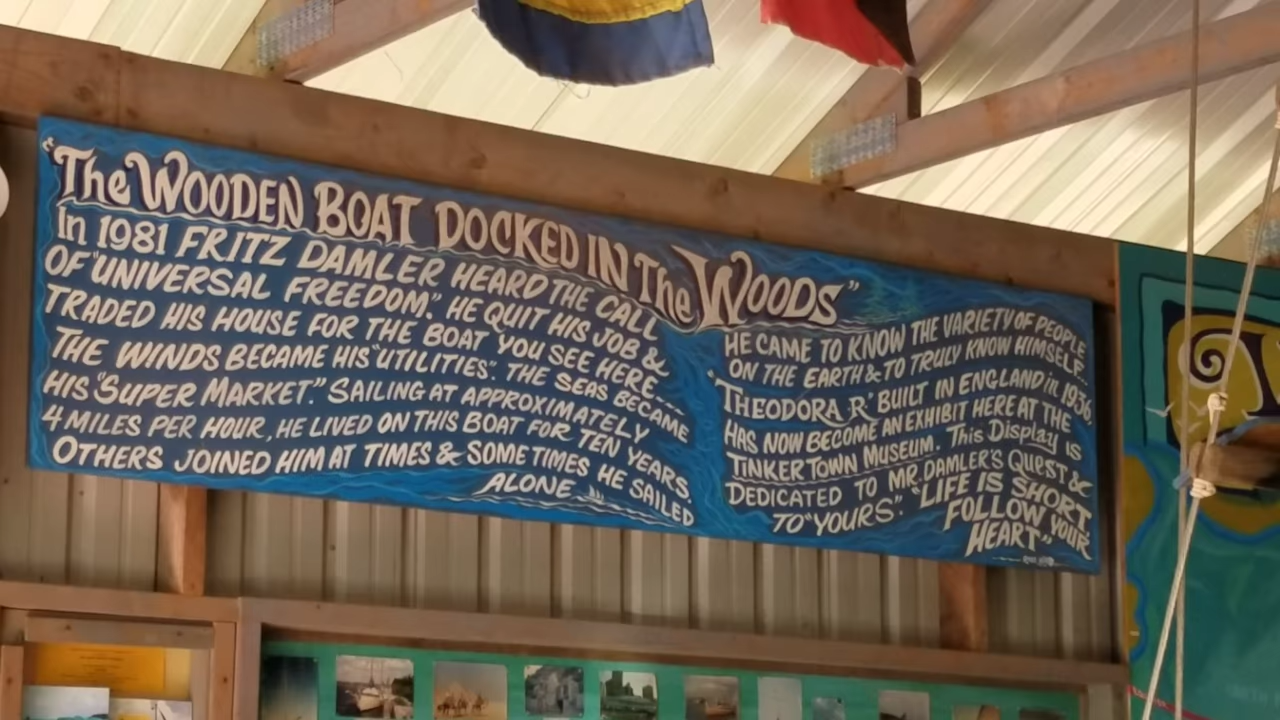 "The WOODEN BOAT DOCKED IN The WOODS"
In 1981 FRITZ DAMLER HEARD THE CALL
OF "UNIVERSAL FREEDOM". HE QUIT HIS JOB &
TRADED HIS HOUSE FOR THE BOAT YOU SEE HERE....
THE WINDS BECAME HIS "UTILITIES". THE SEAS BECAME
HIS "SUPER MARKET". SAILING AT APPROXIMATELY
4 MILES PER HOUR, HE LIVED ON THIS BOAT FOR TEN YEARS.
OTHERS JOINED HIM AT TIMES & SOMETIMES HE SAILED
ALONE
HE CAME TO KNOW THE VARIETY OF PEOPLE
ON THE EARTH & TO TRULY KNOW HIMSELF...
"THEODORA R" BUILT IN ENGLAND in 1936,
HAS NOW BECOME AN EXHIBIT HERE AT THE
TINKER TOWN MUSEUM. This Display is
DEDICATED TO MR. DAMLER'S QUEST &
TO "YOURS". "LIFE IS SHORT
FOLLOW YOUR
HEART"